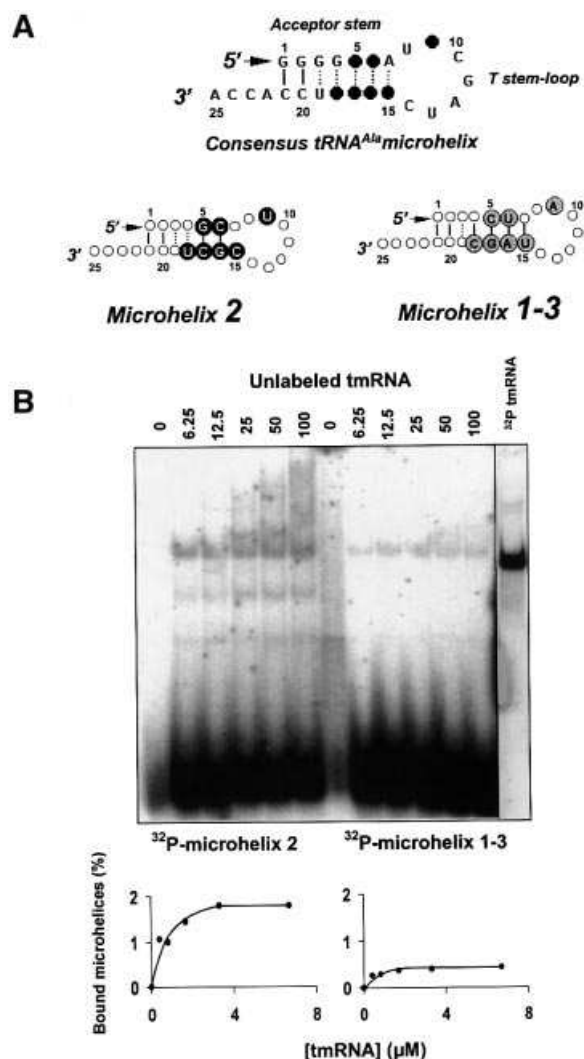 A
Acceptor stem
1 5 10
5' G G G G A U C
G
T stem-loop
3' A C C A C C U C U A
25 20 15
Consensus tRNAAla microhelix
1 5 10
5' G C U
3' U C G C
25 20 15
Microhelix 2
1 5 10
5' C U A
3' C G A U
25 20 15
Microhelix 1-3
B
Unlabeled tmRNA
0 6.25 12.5 25 50 100 0 6.25 12.5 25 50 100 32P tmRNA
32P-microhelix 2 32P-microhelix 1-3
Bound microhelices (%)
2 2
1 1
0 0
0 4 8 0 4 8
[tmRNA] (µM)